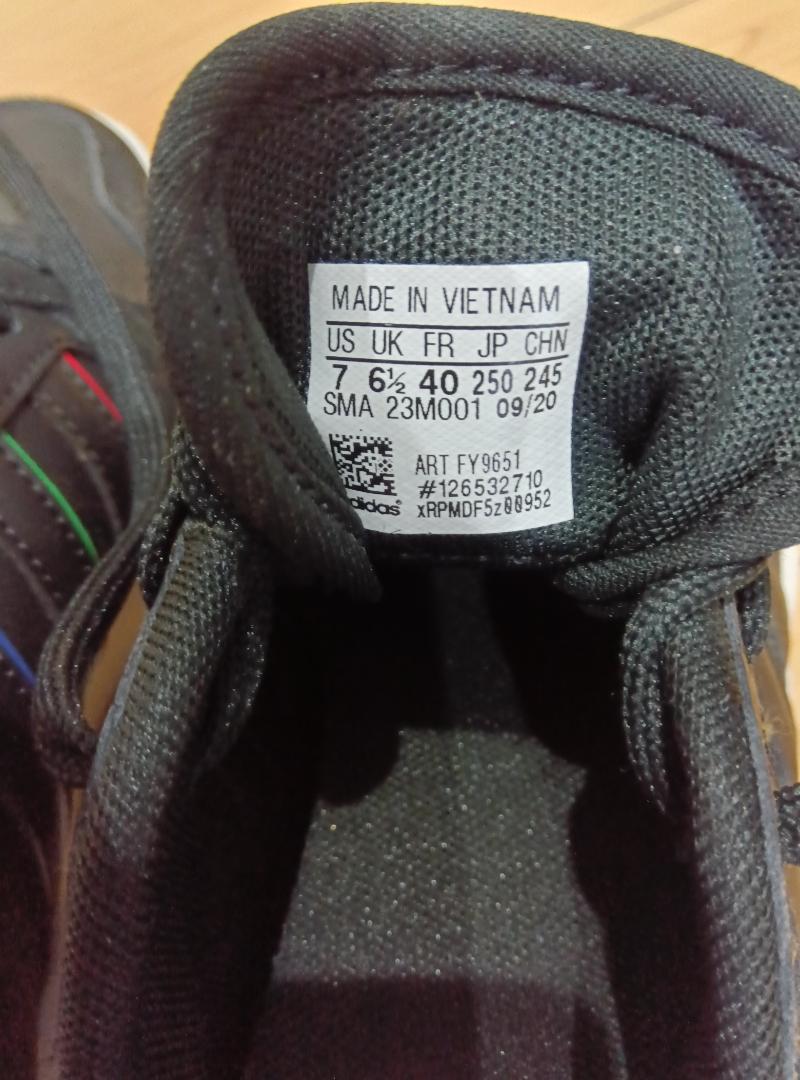 MADE IN VIETNAM
US UK FR JP CHN
7 6½ 40 250 245
SMA 23M001 09/20
ART FY9651
#126532710
xRPMDF5z00952
adidas®